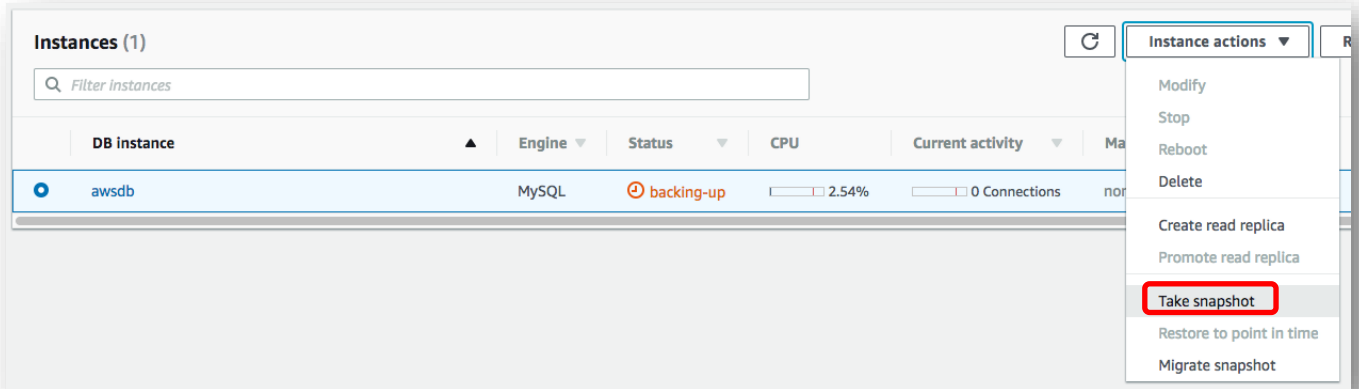 Instances (1)
Instance actions
Filter instances
DB instance
Engine
Status
CPU
Current activity
awsdb
MySQL
backing-up
2.54%
0 Connections
Modify
Stop
Reboot
Delete
Create read replica
Promote read replica
Take snapshot
Restore to point in time
Migrate snapshot